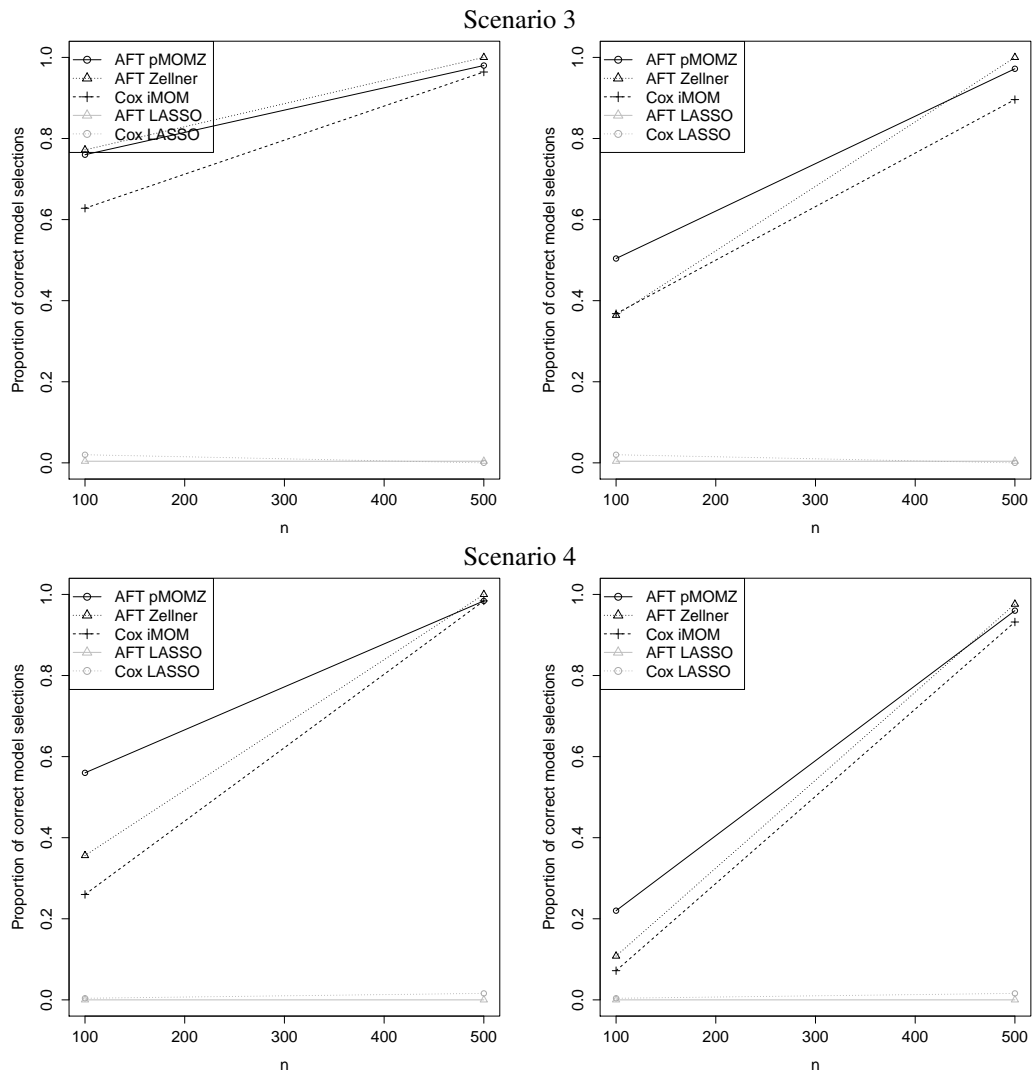 Scenario 3
Proportion of correct model selections
0.0 0.2 0.4 0.6 0.8 1.0
AFT pMOMZ
AFT Zellner
Cox iMOM
AFT LASSO
Cox LASSO
100 200 300 400 500
n
Proportion of correct model selections
0.0 0.2 0.4 0.6 0.8 1.0
AFT pMOMZ
AFT Zellner
Cox iMOM
AFT LASSO
Cox LASSO
100 200 300 400 500
n
Scenario 4
Proportion of correct model selections
0.0 0.2 0.4 0.6 0.8 1.0
AFT pMOMZ
AFT Zellner
Cox iMOM
AFT LASSO
Cox LASSO
100 200 300 400 500
n
Proportion of correct model selections
0.0 0.2 0.4 0.6 0.8 1.0
AFT pMOMZ
AFT Zellner
Cox iMOM
AFT LASSO
Cox LASSO
100 200 300 400 500
n